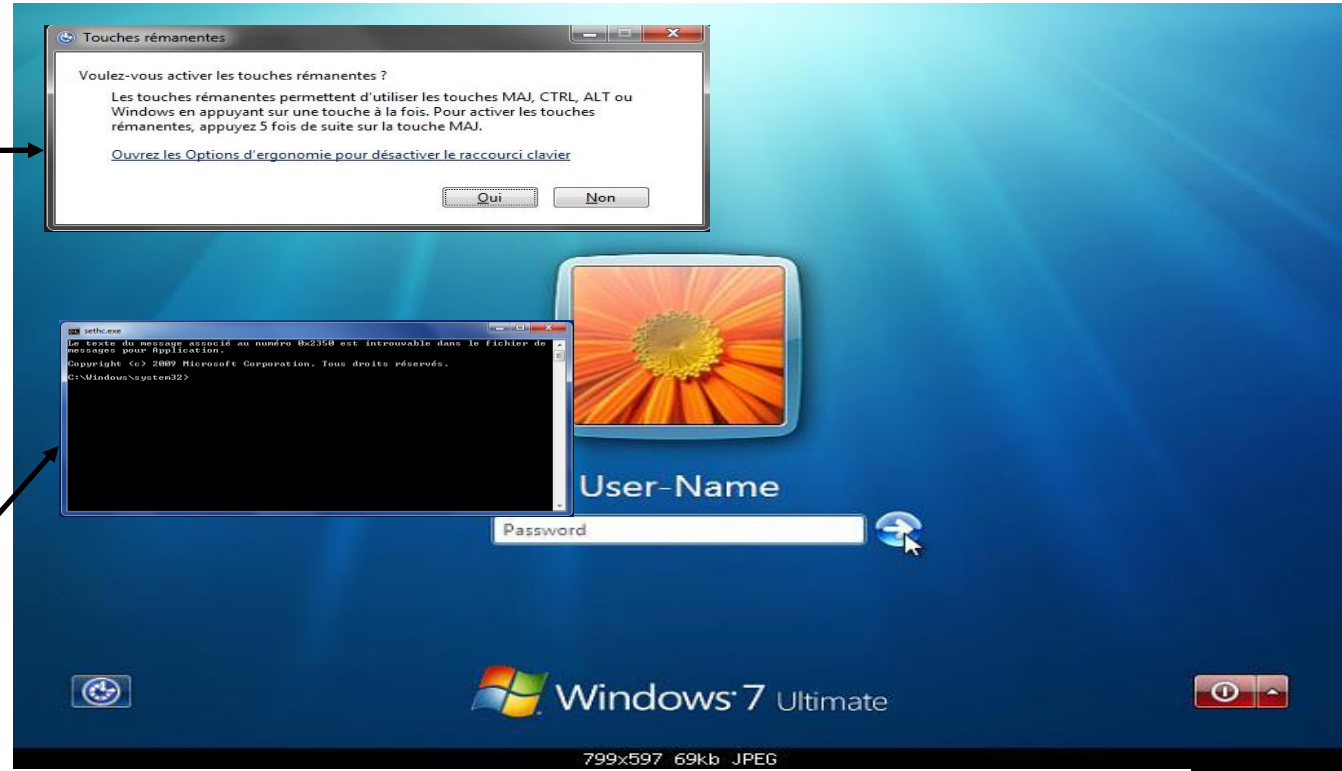 Touches rémanentes
Voulez-vous activer les touches rémanentes ?
Les touches rémanentes permettent d'utiliser les touches MAJ, CTRL, ALT ou
Windows en appuyant sur une touche à la fois. Pour activer les touches
rémanentes, appuyez 5 fois de suite sur la touche MAJ.
Ouvrez les Options d'ergonomie pour désactiver le raccourci clavier
Oui Non
sethc.exe
Le texte du message associé au numéro 0x2350 est introuvable dans le fichier de
messages pour Application.
Copyright (c) 2009 Microsoft Corporation. Tous droits réservés.
C:\Windows\system32>
User-Name
Password
Windows 7 Ultimate
799x597 69kb JPEG